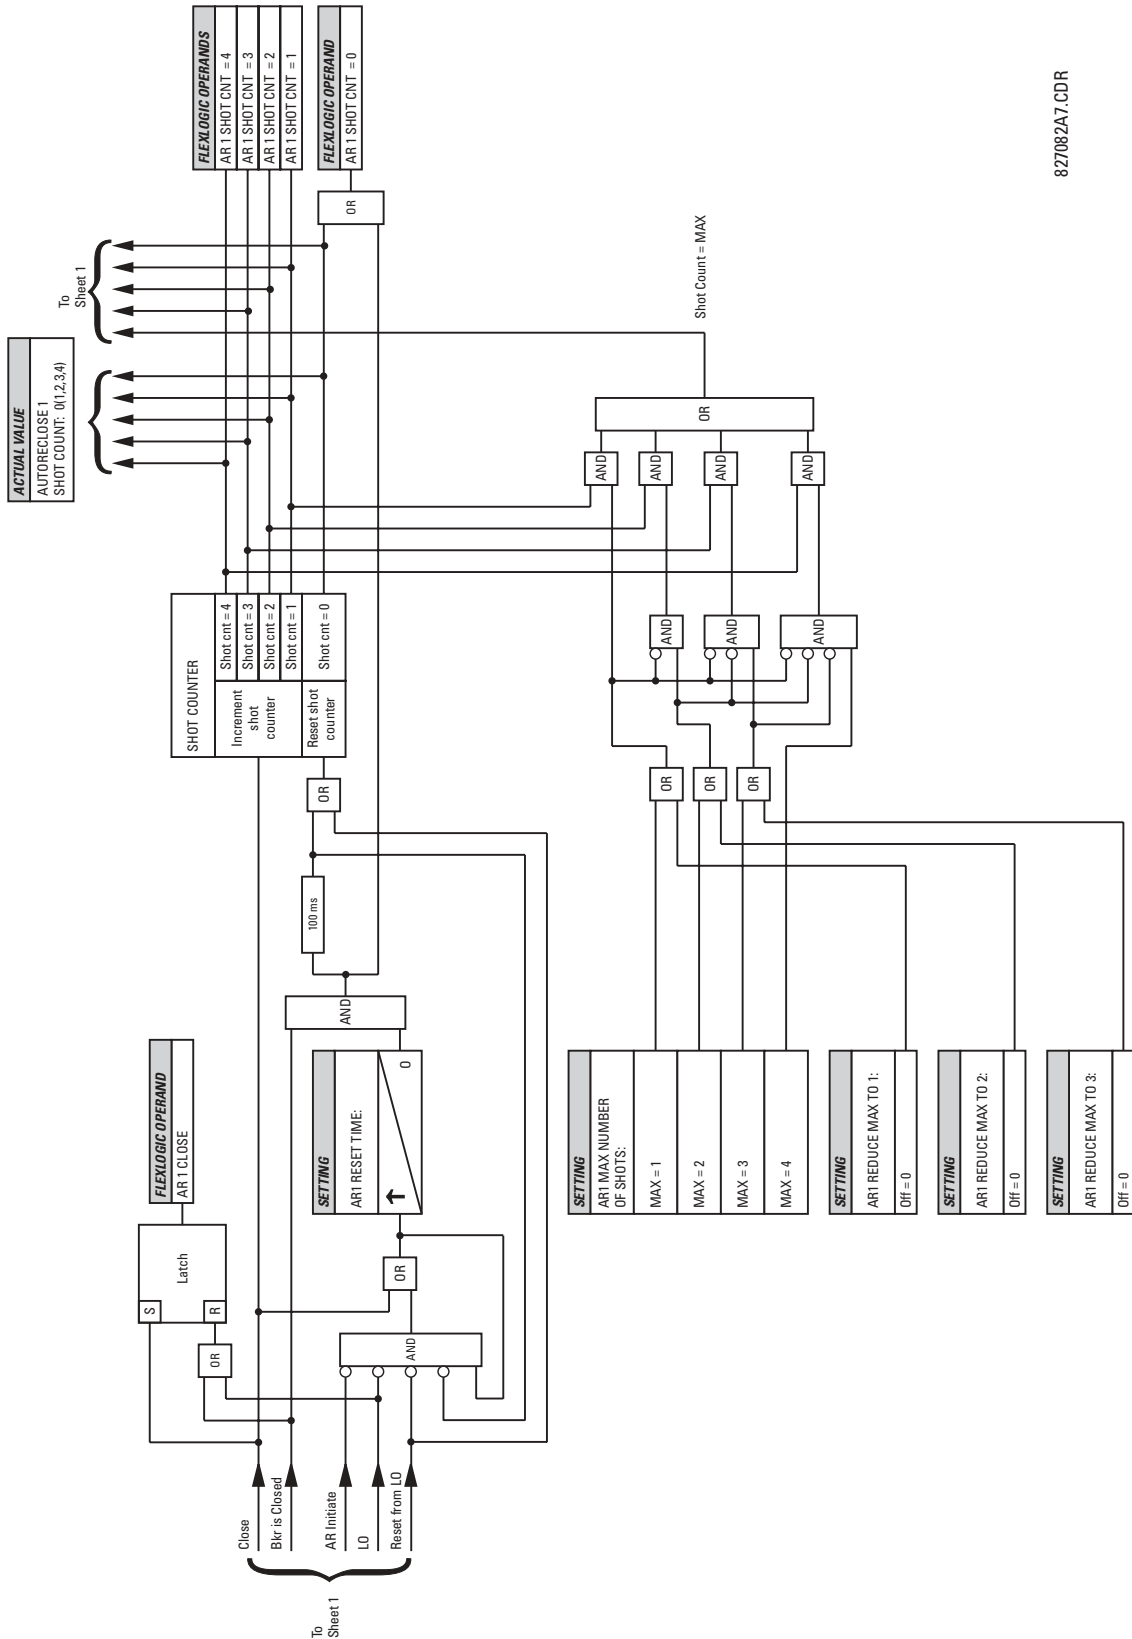 To
Sheet 1
Close
Bkr is Closed
AR Initiate
LO
Reset from LO
S
R
Latch
OR
FLEXLOGIC OPERAND
AR 1 CLOSE
AND
OR
SETTING
AR1 RESET TIME:
O
AND
100 ms
OR
SHOT COUNTER
Increment
shot
counter
Reset shot
counter
Shot cnt = 4
Shot cnt = 3
Shot cnt = 2
Shot cnt = 1
Shot cnt = 0
ACTUAL VALUE
AUTORECLOSE 1
SHOT COUNT: 0(1,2,3,4)
To
Sheet 1
OR
FLEXLOGIC OPERANDS
AR 1 SHOT CNT = 4
AR 1 SHOT CNT = 3
AR 1 SHOT CNT = 2
AR 1 SHOT CNT = 1
FLEXLOGIC OPERAND
AR 1 SHOT CNT = 0
SETTING
AR1 MAX NUMBER
OF SHOTS:
MAX = 1
MAX = 2
MAX = 3
MAX = 4
SETTING
AR1 REDUCE MAX TO 1:
Off = 0
SETTING
AR1 REDUCE MAX TO 2:
Off = 0
SETTING
AR1 REDUCE MAX TO 3:
Off = 0
OR
OR
OR
AND
AND
AND
AND
AND
AND
AND
OR
Shot Count = MAX
827082A7.CDR